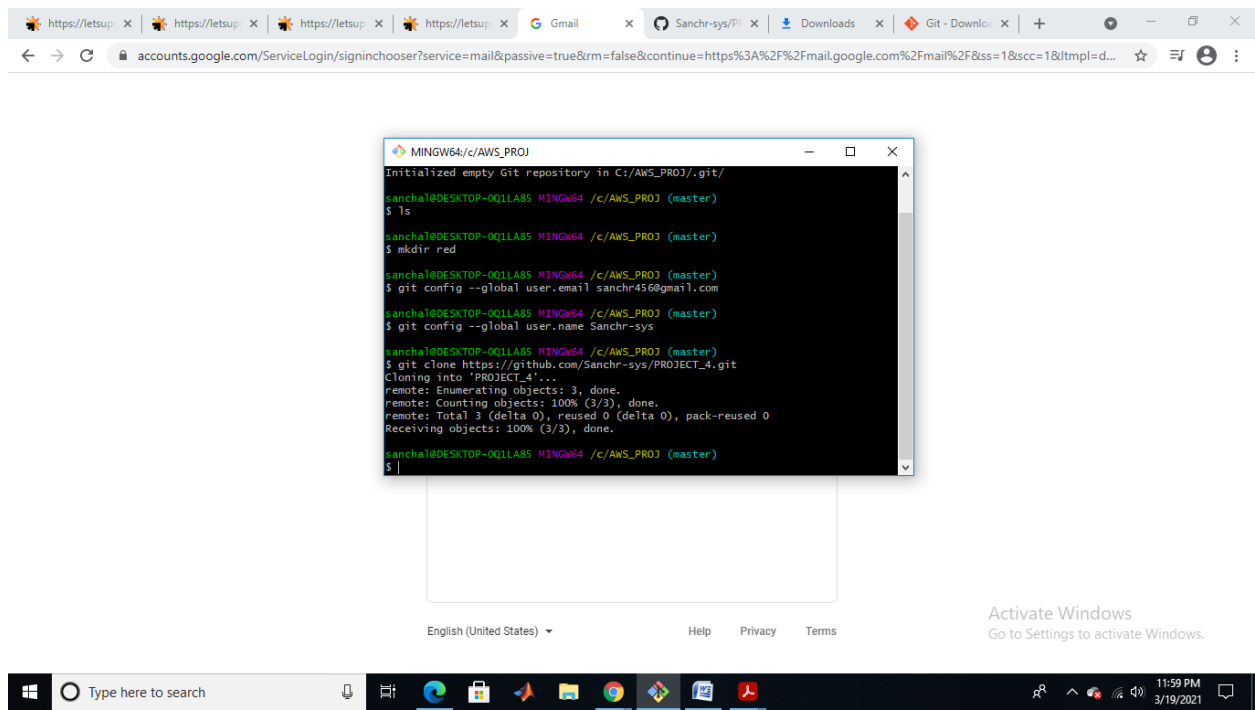 https://letsup
https://letsup
https://letsup
https://letsup
Gmail
Sanchr-sys/PR
Downloads
Git - Downloa
accounts.google.com/ServiceLogin/signinchooser?service=mail&passive=true&rm=false&continue=https%3A%2F%2Fmail.google.com%2Fmail%2F&ss=1&scc=1&ltmpl=d...
MINGW64:/c/AWS_PROJ
Initialized empty Git repository in C:/AWS_PROJ/.git/
sanchal@DESKTOP-0Q1LA85 MINGW64 /c/AWS_PROJ (master)
$ ls
sanchal@DESKTOP-0Q1LA85 MINGW64 /c/AWS_PROJ (master)
$ mkdir red
sanchal@DESKTOP-0Q1LA85 MINGW64 /c/AWS_PROJ (master)
$ git config --global user.email sanchr456@gmail.com
sanchal@DESKTOP-0Q1LA85 MINGW64 /c/AWS_PROJ (master)
$ git config --global user.name Sanchr-sys
sanchal@DESKTOP-0Q1LA85 MINGW64 /c/AWS_PROJ (master)
$ git clone https://github.com/Sanchr-sys/PROJECT_4.git
Cloning into 'PROJECT_4'...
remote: Enumerating objects: 3, done.
remote: Counting objects: 100% (3/3), done.
remote: Total 3 (delta 0), reused 0 (delta 0), pack-reused 0
Receiving objects: 100% (3/3), done.
sanchal@DESKTOP-0Q1LA85 MINGW64 /c/AWS_PROJ (master)
$
English (United States)
Help Privacy Terms
Activate Windows
Go to Settings to activate Windows.
Type here to search
11:59 PM
3/19/2021